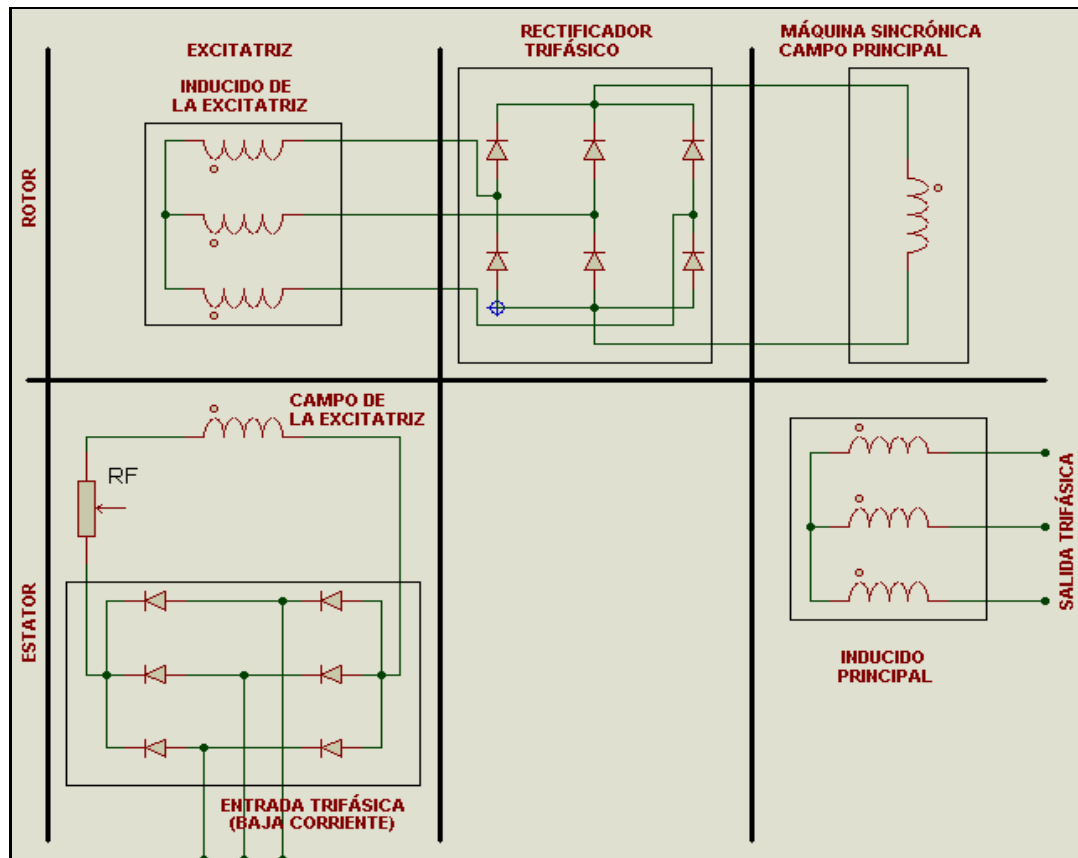 EXCITATRIZ
RECTIFICADOR
TRIFÁSICO
MÁQUINA SINCRÓNICA
CAMPO PRINCIPAL
INDUCIDO DE
LA EXCITATRIZ
ROTOR
CAMPO DE
LA EXCITATRIZ
RF
ESTATOR
ENTRADA TRIFÁSICA
(BAJA CORRIENTE)
SALIDA TRIFÁSICA
INDUCIDO
PRINCIPAL